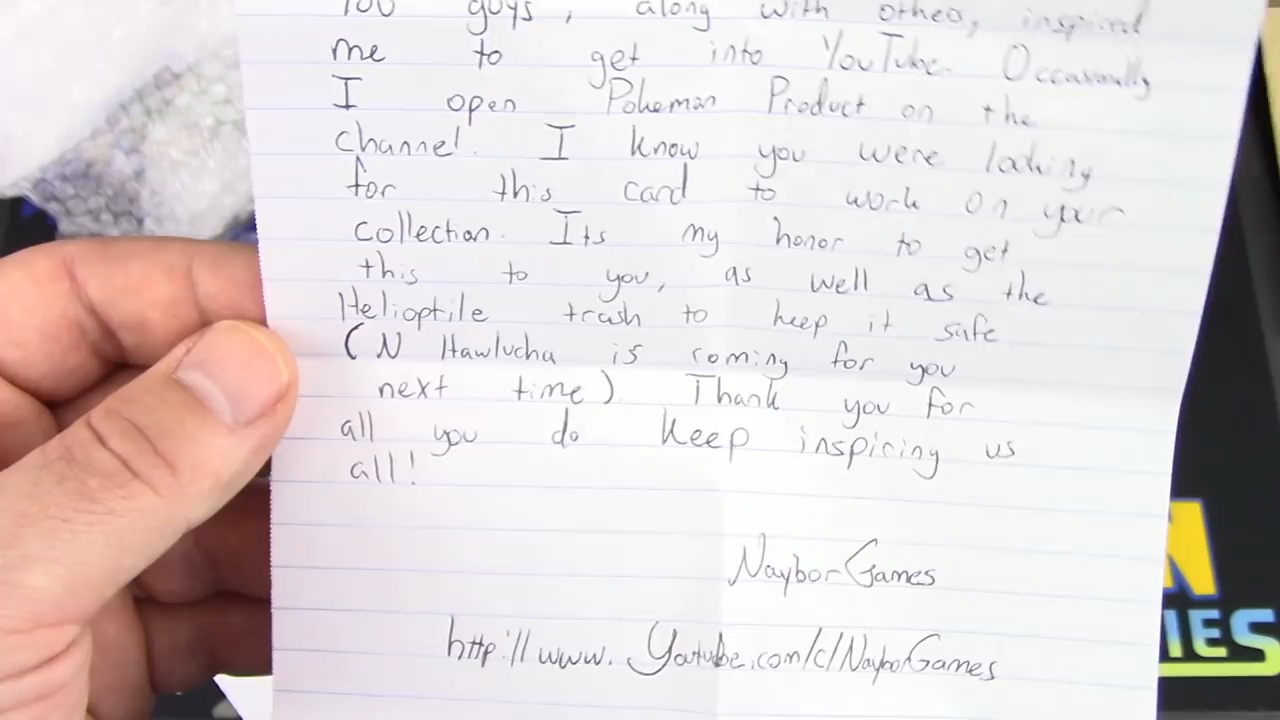 You guys, along with others, inspired
me to get into YouTube. Occasionally
I open Pokemon Product on the
channel. I know you were looking
for this card to work on your
collection. Its my honor to get
this to you, as well as the
Helioptile trash to keep it safe
(N Hawlucha is coming for you
next time). Thank you for
all you do Keep inspiring us
all!
NayborGames
http://www.Youtube.com/c/NayborGames
N
IES